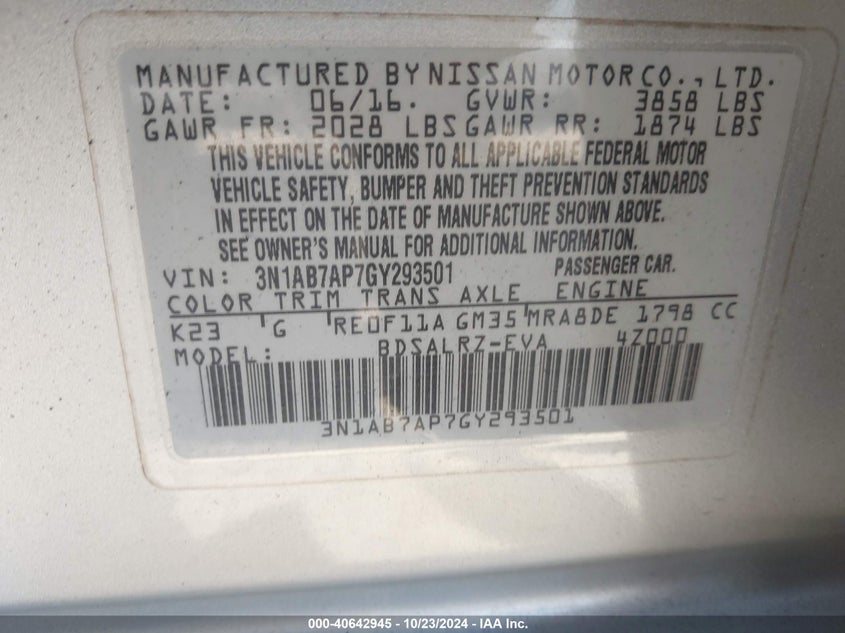 MANUFACTURED BY NISSAN MOTOR CO., LTD.
DATE: 06/16. GVWR: 3858 LBS
GAWR FR: 2028 LBS GAWR RR: 1874 LBS
THIS VEHICLE CONFORMS TO ALL APPLICABLE FEDERAL MOTOR
VEHICLE SAFETY, BUMPER AND THEFT PREVENTION STANDARDS
IN EFFECT ON THE DATE OF MANUFACTURE SHOWN ABOVE.
SEE OWNER'S MANUAL FOR ADDITIONAL INFORMATION.
VIN: 3N1AB7AP7GY293501 PASSENGER CAR.
COLOR TRIM TRANS AXLE ENGINE
K23 G RE0F11A GM35 MRA8DE 1798 CC
MODEL: BDSALRZ-EVA 4Z000
3N1AB7AP7GY293501
000-40642945 - 10/23/2024 - IAA Inc.